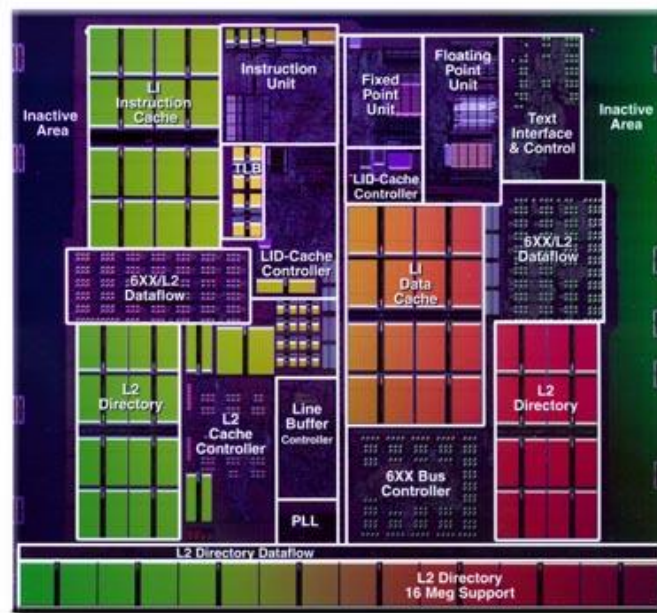 LI
Instruction
Cache
Instruction
Unit
Fixed
Point
Unit
Floating
Point
Unit
Text
Interface
& Control
Inactive
Area
Inactive
Area
TLB
LID-Cache
Controller
LID-Cache
Controller
6XX/L2
Dataflow
LI
Data
Cache
6XX/L2
Dataflow
L2
Directory
L2
Cache
Controller
Line
Buffer
Controller
L2
Directory
6XX Bus
Controller
PLL
L2 Directory Dataflow
L2 Directory
16 Meg Support